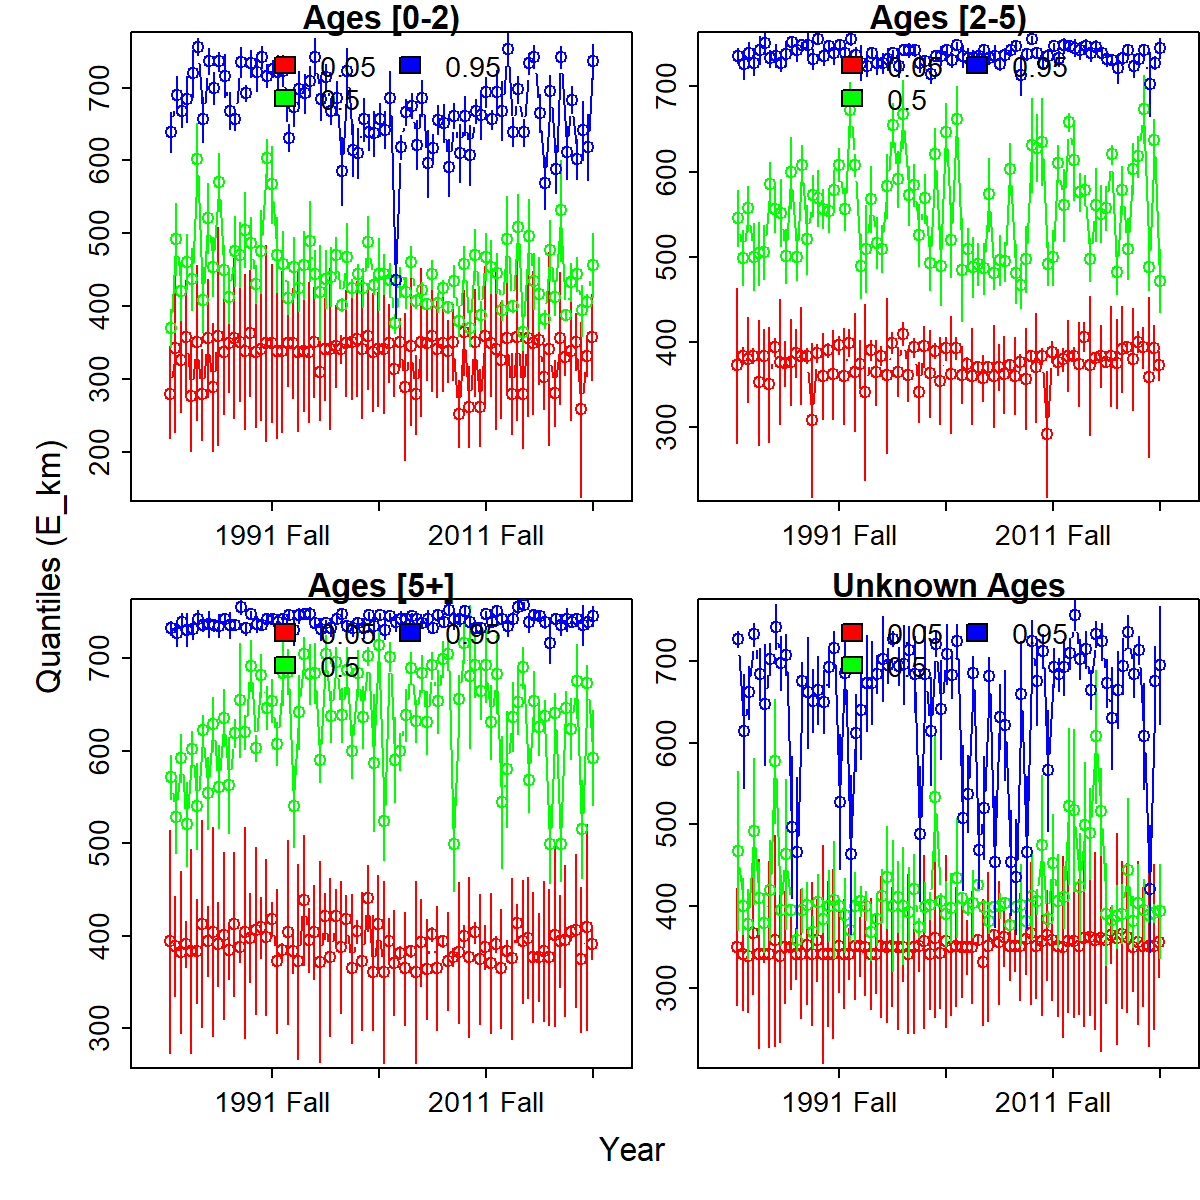 Ages [0-2)
0.05 0.95
0.5
200 300 400 500 600 700
1991 Fall 2011 Fall
Ages [2-5)
0.05 0.95
0.5
300 400 500 600 700
1991 Fall 2011 Fall
Ages [5+]
0.05 0.95
0.5
300 400 500 600 700
1991 Fall 2011 Fall
Unknown Ages
0.05 0.95
0.5
300 400 500 600 700
1991 Fall 2011 Fall
Quantiles (E_km)
Year